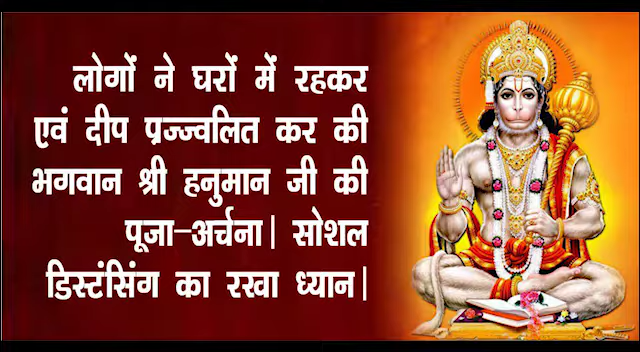 लोगों ने घरों में रहकर
एवं दीप प्रज्ज्वलित कर की
भगवान श्री हनुमान जी की
पूजा-अर्चना| सोशल
डिस्टंसिंग का रखा ध्यान|